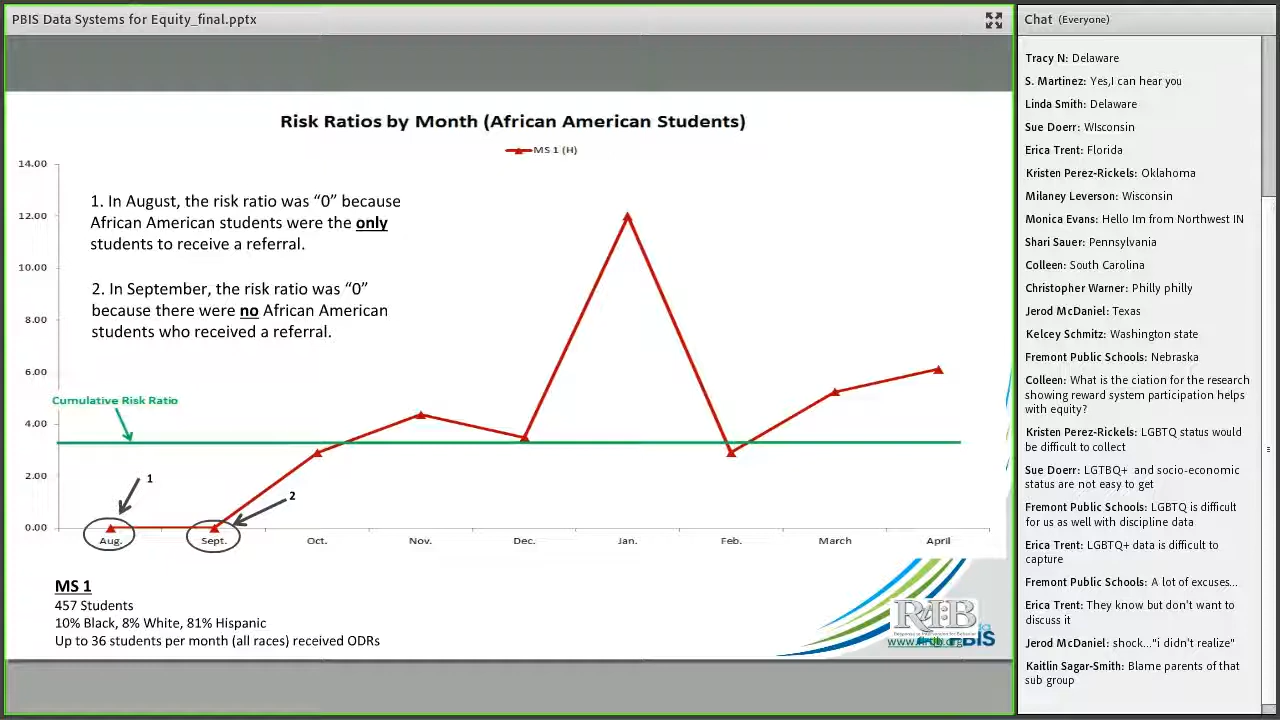 PBIS Data Systems for Equity_final.pptx
Risk Ratios by Month (African American Students)
MS 1 (H)
14.00
12.00
10.00
8.00
6.00
4.00
2.00
0.00
1. In August, the risk ratio was “0” because
African American students were the only
students to receive a referral.
2. In September, the risk ratio was “0”
because there were no African American
students who received a referral.
Cumulative Risk Ratio
1
2
Aug.
Sept.
Oct.
Nov.
Dec.
Jan.
Feb.
March
April
MS 1
457 Students
10% Black, 8% White, 81% Hispanic
Up to 36 students per month (all races) received ODRs
PBIS
Chat (Everyone)
Tracy N: Delaware
S. Martinez: Yes,I can hear you
Linda Smith: Delaware
Sue Doerr: WIsconsin
Erica Trent: Florida
Kristen Perez-Rickels: Oklahoma
Milaney Leverson: Wisconsin
Monica Evans: Hello Im from Northwest IN
Shari Sauer: Pennsylvania
Colleen: South Carolina
Christopher Warner: Philly philly
Jerod McDaniel: Texas
Kelcey Schmitz: Washington state
Fremont Public Schools: Nebraska
Colleen: What is the ciation for the research
showing reward system participation helps
with equity?
Kristen Perez-Rickels: LGBTQ status would
be difficult to collect
Sue Doerr: LGTBQ+ and socio-economic
status are not easy to get
Fremont Public Schools: LGBTQ is difficult
for us as well with discipline data
Erica Trent: LGBTQ+ data is difficult to
capture
Fremont Public Schools: A lot of excuses...
Erica Trent: They know but don't want to
discuss it
Jerod McDaniel: shock..."i didn't realize"
Kaitlin Sagar-Smith: Blame parents of that
sub group